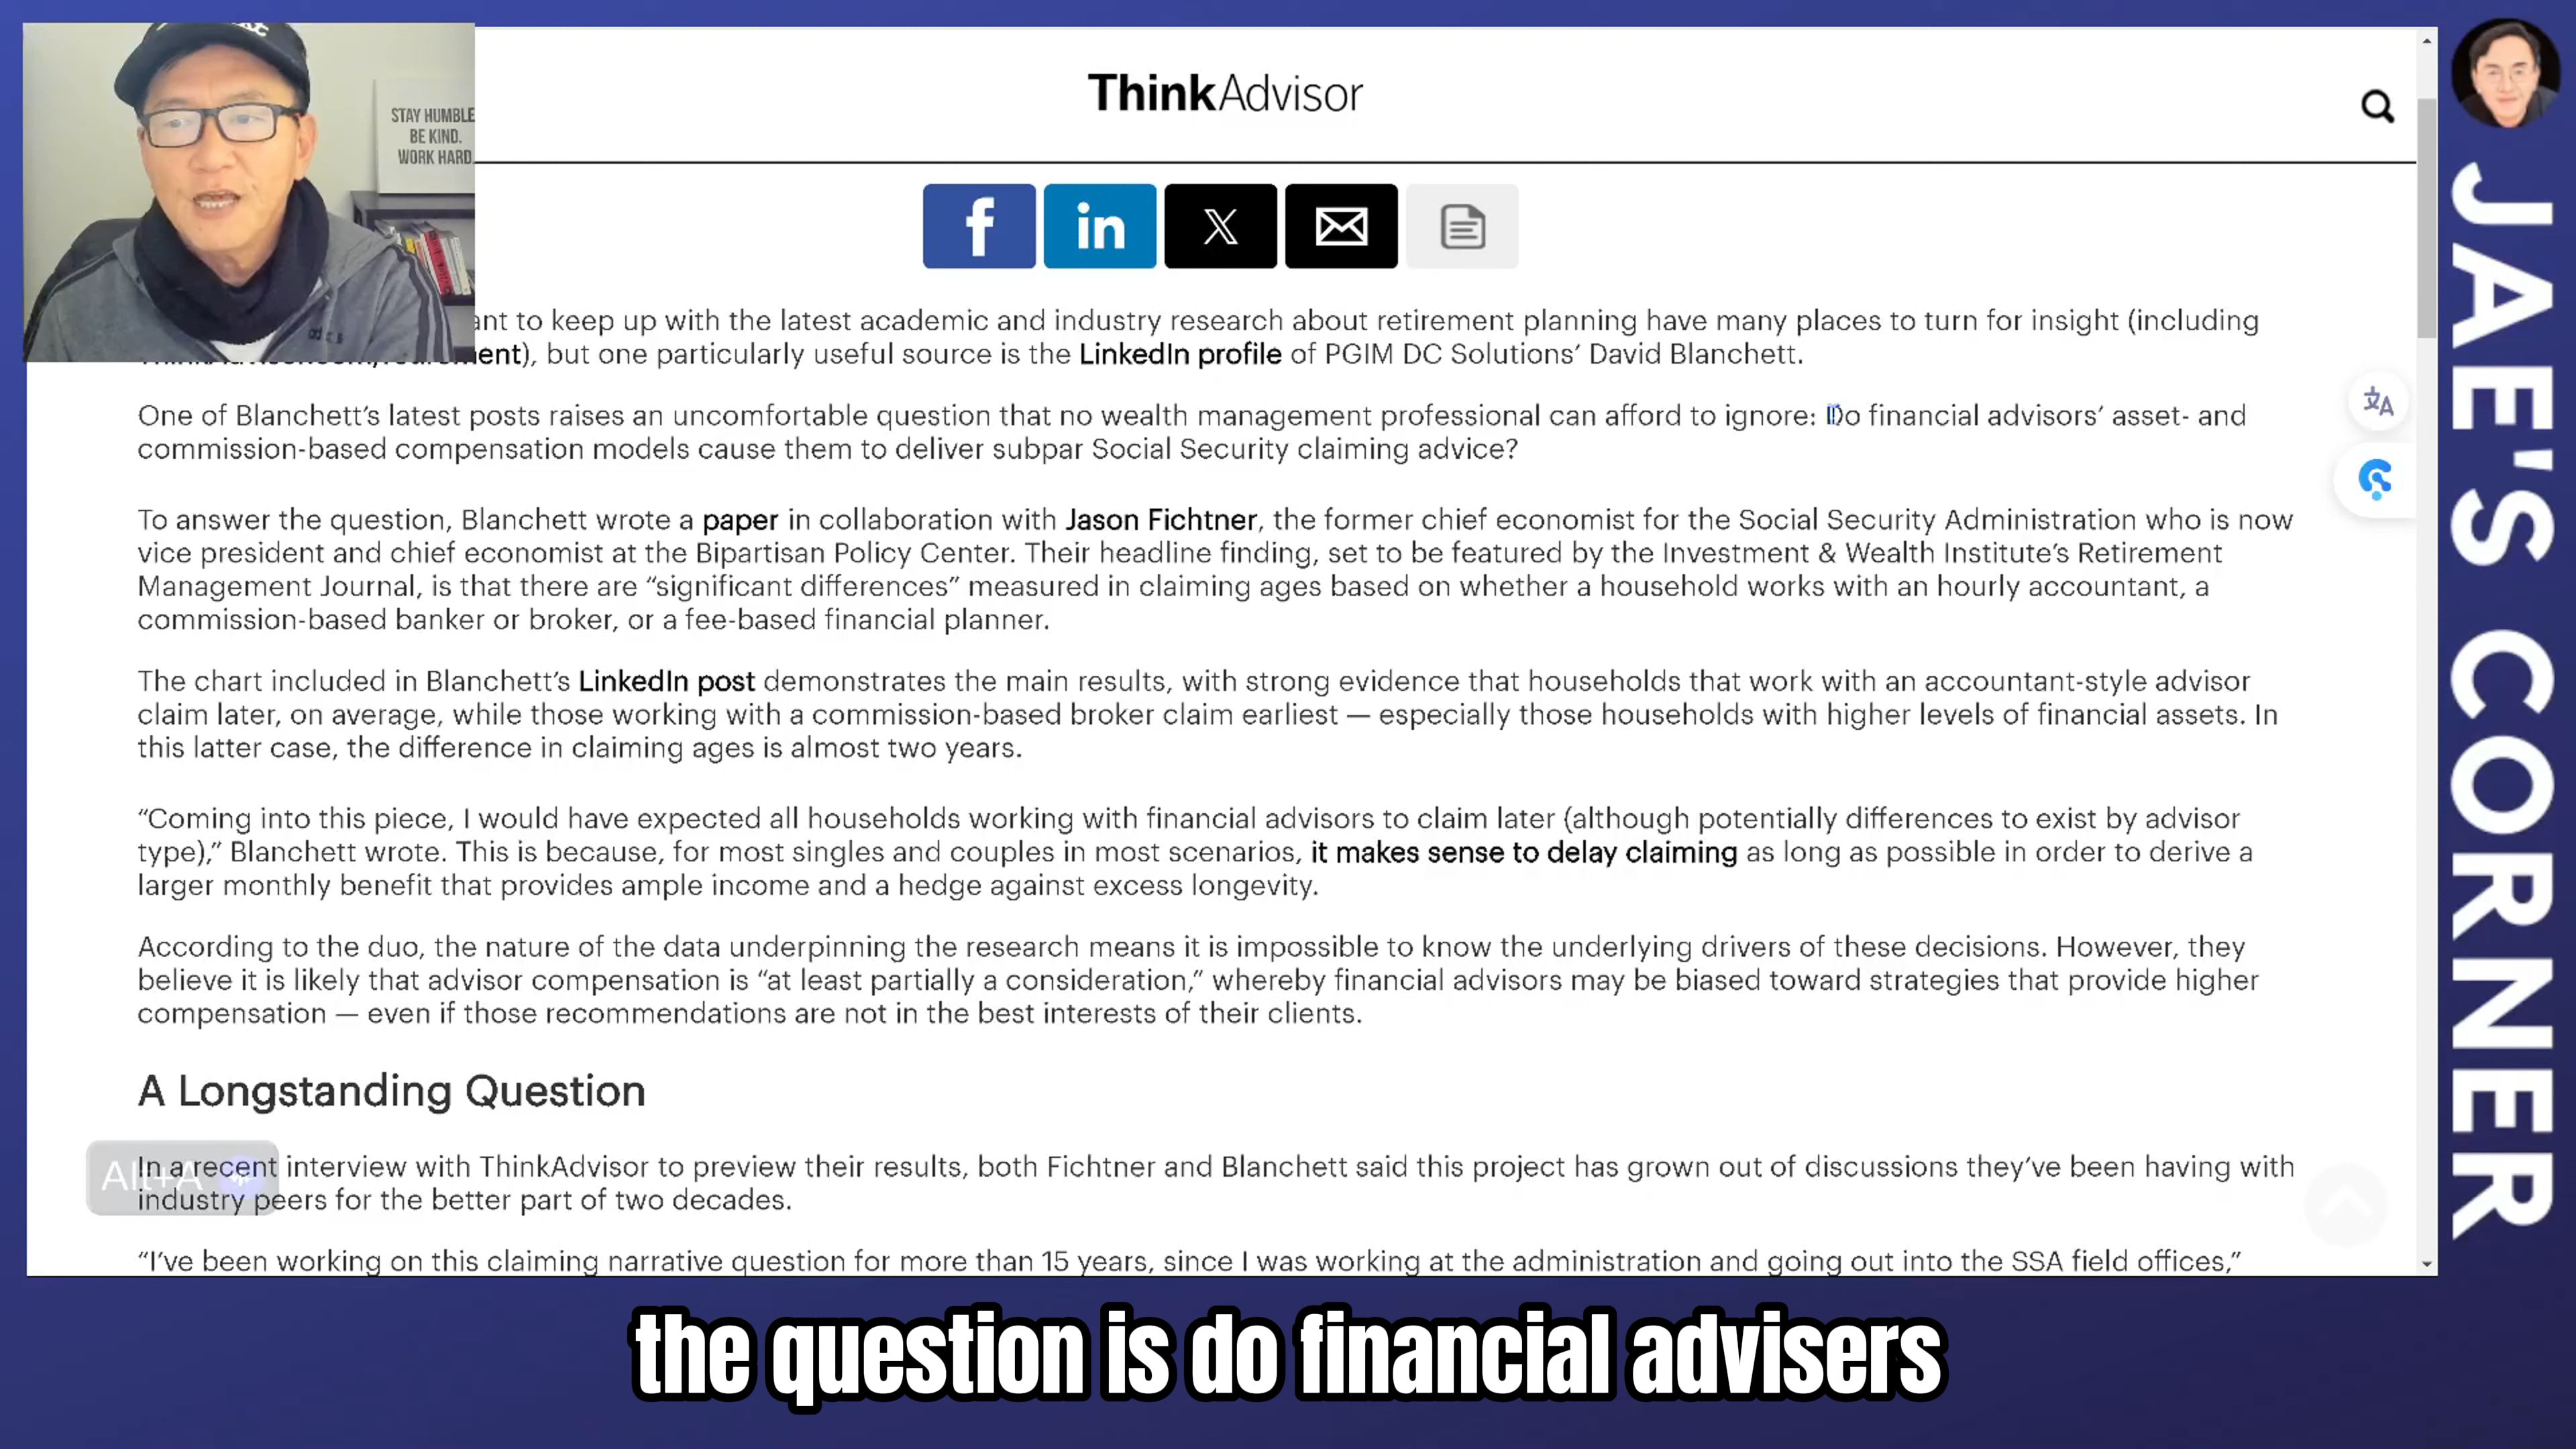 STAY HUMBLE
BE KIND.
WORK HARD
ThinkAdvisor
ant to keep up with the latest academic and industry research about retirement planning have many places to turn for insight (including
ent), but one particularly useful source is the LinkedIn profile of PGIM DC Solutions’ David Blanchett.
One of Blanchett’s latest posts raises an uncomfortable question that no wealth management professional can afford to ignore: Do financial advisors’ asset- and
commission-based compensation models cause them to deliver subpar Social Security claiming advice?
To answer the question, Blanchett wrote a paper in collaboration with Jason Fichtner, the former chief economist for the Social Security Administration who is now
vice president and chief economist at the Bipartisan Policy Center. Their headline finding, set to be featured by the Investment & Wealth Institute’s Retirement
Management Journal, is that there are “significant differences” measured in claiming ages based on whether a household works with an hourly accountant, a
commission-based banker or broker, or a fee-based financial planner.
The chart included in Blanchett’s LinkedIn post demonstrates the main results, with strong evidence that households that work with an accountant-style advisor
claim later, on average, while those working with a commission-based broker claim earliest — especially those households with higher levels of financial assets. In
this latter case, the difference in claiming ages is almost two years.
“Coming into this piece, I would have expected all households working with financial advisors to claim later (although potentially differences to exist by advisor
type),” Blanchett wrote. This is because, for most singles and couples in most scenarios, it makes sense to delay claiming as long as possible in order to derive a
larger monthly benefit that provides ample income and a hedge against excess longevity.
According to the duo, the nature of the data underpinning the research means it is impossible to know the underlying drivers of these decisions. However, they
believe it is likely that advisor compensation is “at least partially a consideration,” whereby financial advisors may be biased toward strategies that provide higher
compensation — even if those recommendations are not in the best interests of their clients.
A Longstanding Question
Alt+A
In a recent interview with ThinkAdvisor to preview their results, both Fichtner and Blanchett said this project has grown out of discussions they’ve been having with
industry peers for the better part of two decades.
“I’ve been working on this claiming narrative question for more than 15 years, since I was working at the administration and going out into the SSA field offices,”
the question is do financial advisers
JAE'S CORNER